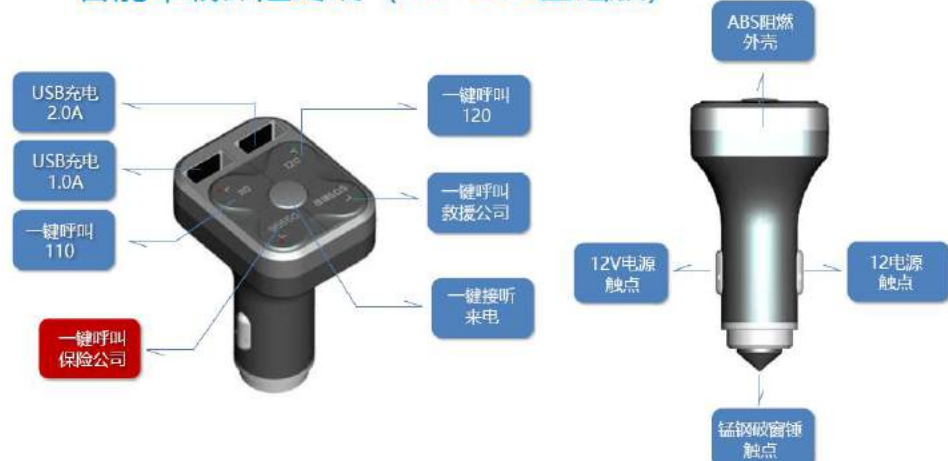 ABS阻燃
外壳
USB充电
2.0A
一键呼叫
120
USB充电
1.0A
一键呼叫
救援公司
一键呼叫
110
12V电源
触点
12电源
触点
一键接听
来电
一键呼叫
保险公司
锰钢破窗锤
触点
120
110